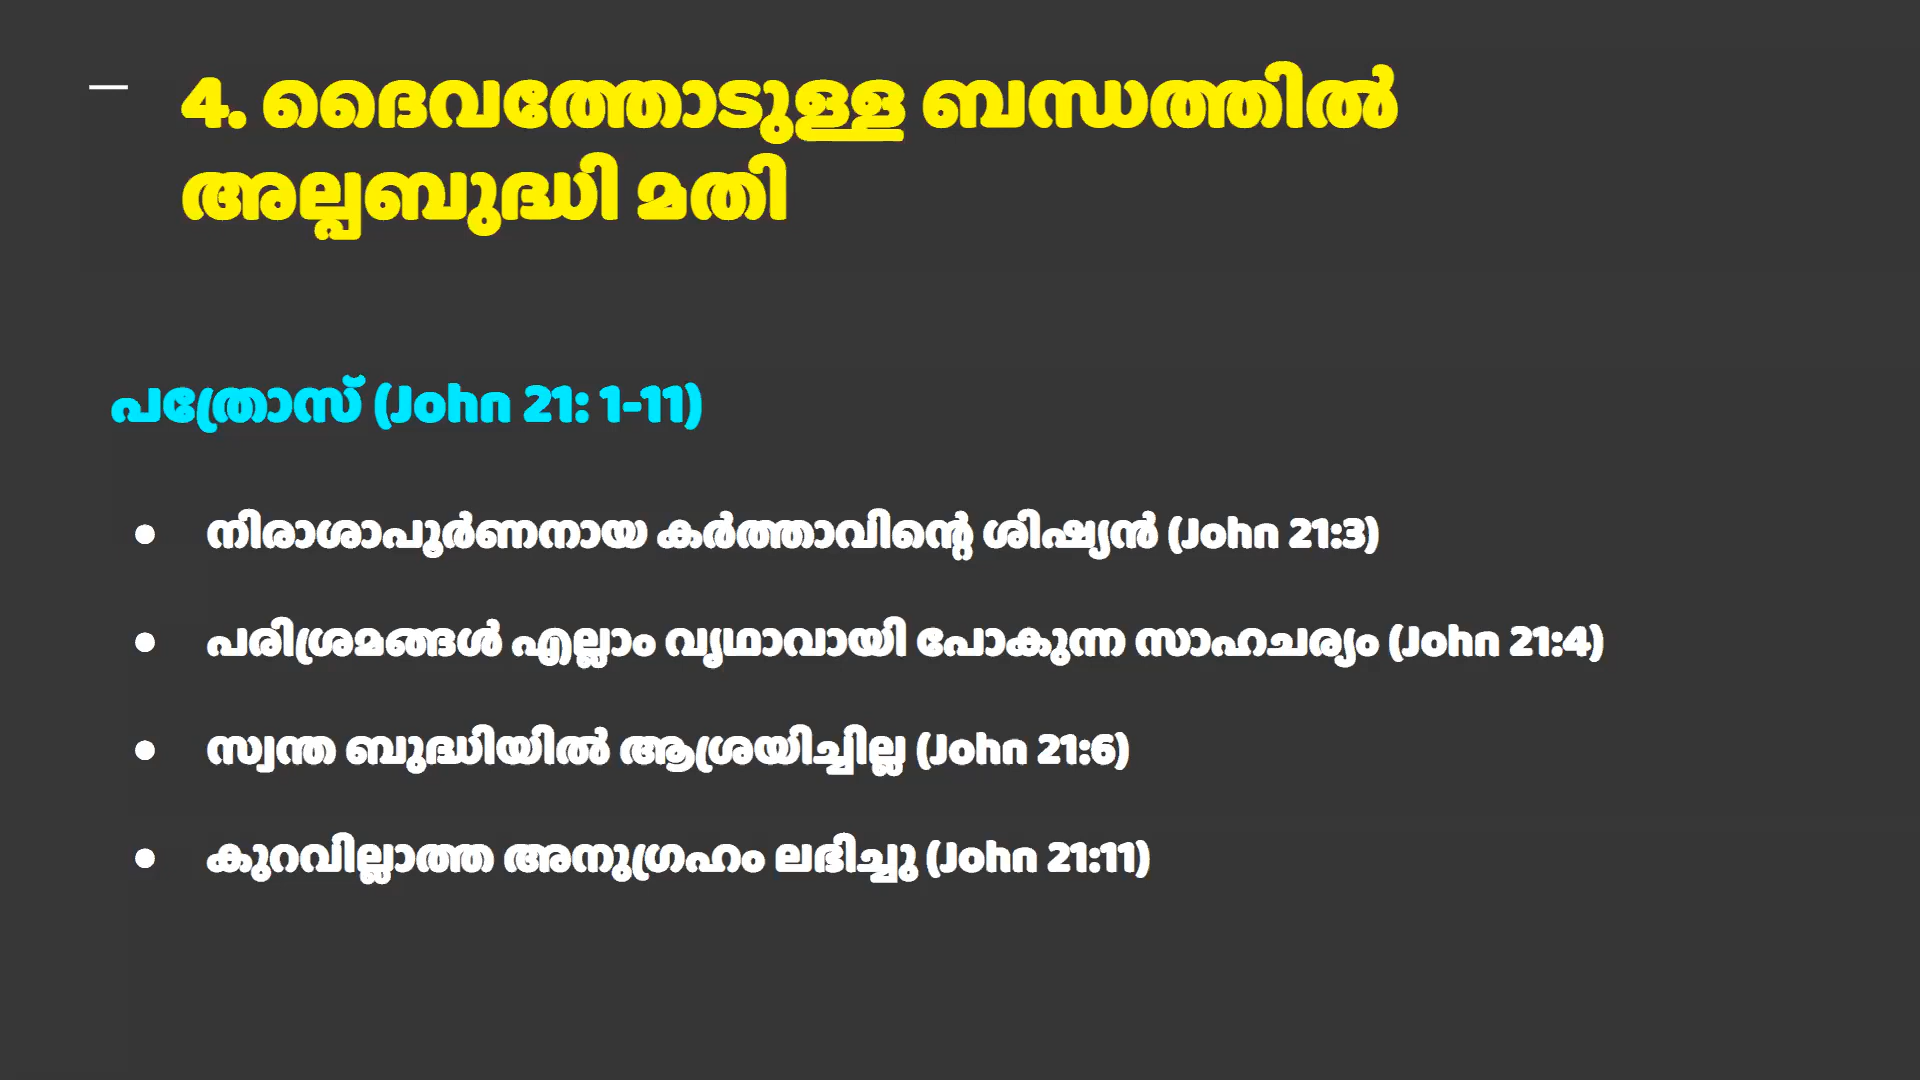 4. ദൈവത്തോടുള്ള ബന്ധത്തിൽ
അല്പബുദ്ധി മതി
പത്രോസ് (John 21: 1-11)
● നിരാശാപൂർണനായ കർത്താവിന്റെ ശിഷ്യൻ (John 21:3)
● പരിശ്രമങ്ങൾ എല്ലാം വൃഥാവായി പോകുന്ന സാഹചര്യം (John 21:4)
● സ്വന്ത ബുദ്ധിയിൽ ആശ്രയിച്ചില്ല (John 21:6)
● കുറവില്ലാത്ത അനുഗ്രഹം ലഭിച്ചു (John 21:11)